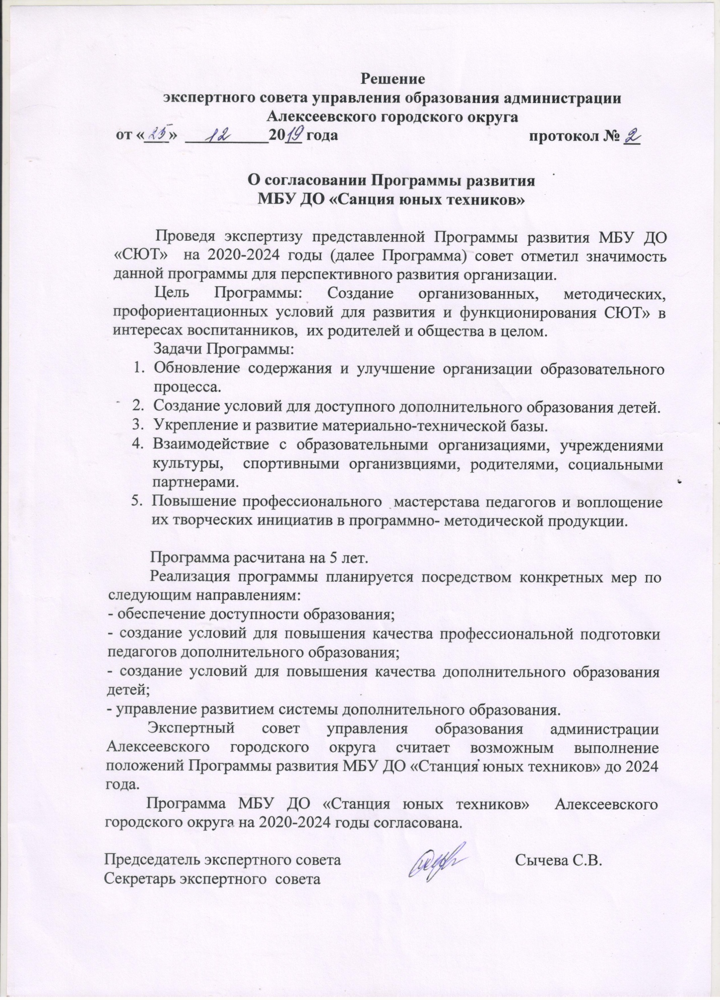 Решение
экспертного совета управления образования администрации
Алексеевского городского округа
от «25» 12 2019 года протокол № 2
О согласовании Программы развития
МБУ ДО «Санция юных техников»
Проведя экспертизу представленной Программы развития МБУ ДО
«СЮТ» на 2020-2024 годы (далее Программа) совет отметил значимость
данной программы для перспективного развития организации.
Цель Программы: Создание организованных, методических,
профориентационных условий для развития и функционирования СЮТ» в
интересах воспитанников, их родителей и общества в целом.
Задачи Программы:
1. Обновление содержания и улучшение организации образовательного
процесса.
2. Создание условий для доступного дополнительного образования детей.
3. Укрепление и развитие материально-технической базы.
4. Взаимодействие с образовательными организациями, учреждениями
культуры, спортивными организвциями, родителями, социальными
партнерами.
5. Повышение профессионального мастерстава педагогов и воплощение
их творческих инициатив в программно- методической продукции.
Программа расчитана на 5 лет.
Реализация программы планируется посредством конкретных мер по
следующим направлениям:
- обеспечение доступности образования;
- создание условий для повышения качества профессиональной подготовки
педагогов дополнительного образования;
- создание условий для повышения качества дополнительного образования
детей;
- управление развитием системы дополнительного образования.
Экспертный совет управления образования администрации
Алексеевского городского округа считает возможным выполнение
положений Программы развития МБУ ДО «Станция юных техников» до 2024
года.
Программа МБУ ДО «Станция юных техников» Алексеевского
городского округа на 2020-2024 годы согласована.
Председатель экспертного совета Сычева С.В.
Секретарь экспертного совета